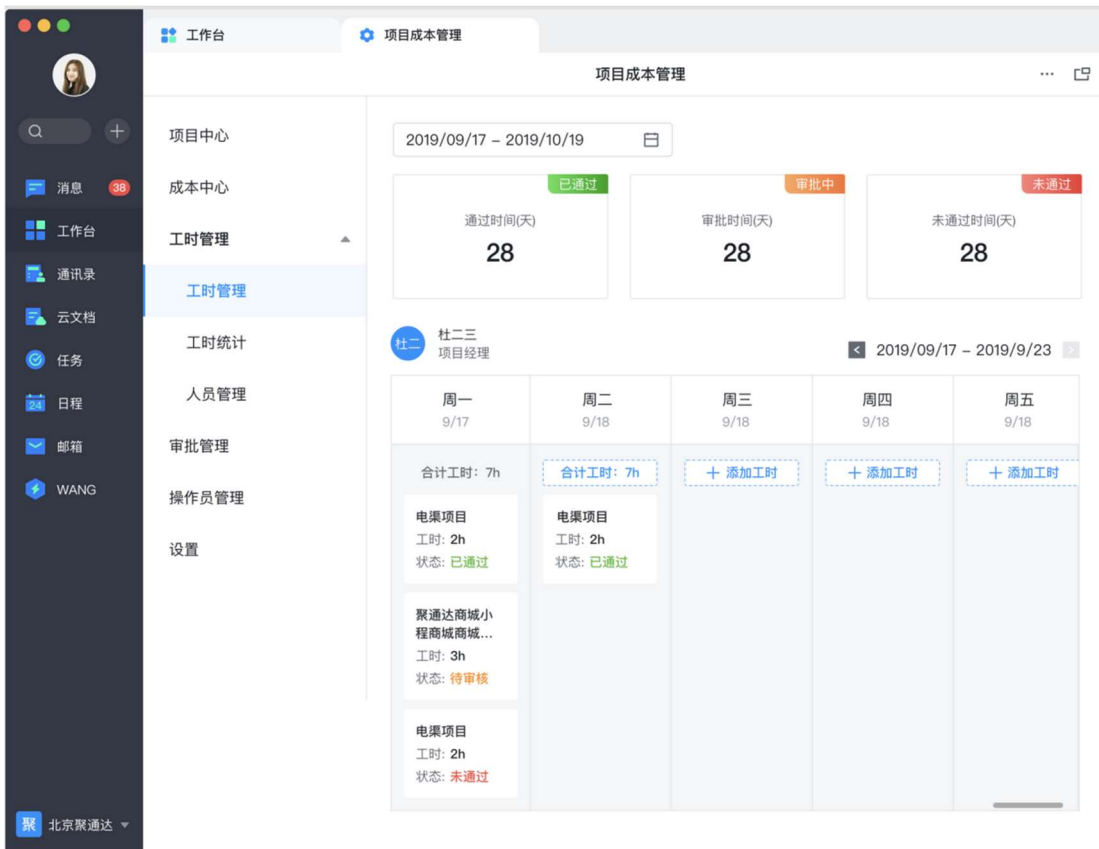 工作台
项目成本管理
项目成本管理
消息
38
工作台
通讯录
云文档
任务
24
日程
邮箱
WANG
聚
北京聚通达
项目中心
成本中心
工时管理
工时管理
工时统计
人员管理
审批管理
操作员管理
设置
2019/09/17 – 2019/10/19
已通过
通过时间(天)
28
审批中
审批时间(天)
28
未通过
未通过时间(天)
28
杜二
杜二三
项目经理
2019/09/17 – 2019/9/23
周一
9/17
周二
9/18
周三
9/18
周四
9/18
周五
9/18
合计工时：7h
合计工时：7h
添加工时
添加工时
添加工时
电渠项目
工时: 2h
状态: 已通过
电渠项目
工时: 2h
状态: 已通过
聚通达商城小
程商城商城...
工时: 3h
状态: 待审核
电渠项目
工时: 2h
状态: 未通过